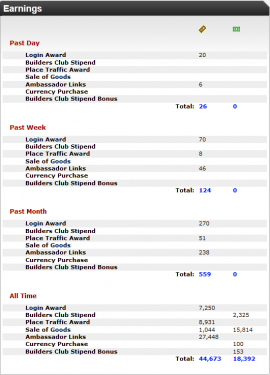 Earnings
Past Day
Login Award 20
Builders Club Stipend
Place Traffic Award
Sale of Goods
Ambassador Links 6
Currency Purchase
Builders Club Stipend Bonus
Total: 26 0
Past Week
Login Award 70
Builders Club Stipend
Place Traffic Award 8
Sale of Goods
Ambassador Links 46
Currency Purchase
Builders Club Stipend Bonus
Total: 124 0
Past Month
Login Award 270
Builders Club Stipend
Place Traffic Award 51
Sale of Goods
Ambassador Links 238
Currency Purchase
Builders Club Stipend Bonus
Total: 559 0
All Time
Login Award 7,250
Builders Club Stipend 2,325
Place Traffic Award 8,931
Sale of Goods 1,044 15,814
Ambassador Links 27,448
Currency Purchase 100
Builders Club Stipend Bonus 153
Total: 44,673 18,392